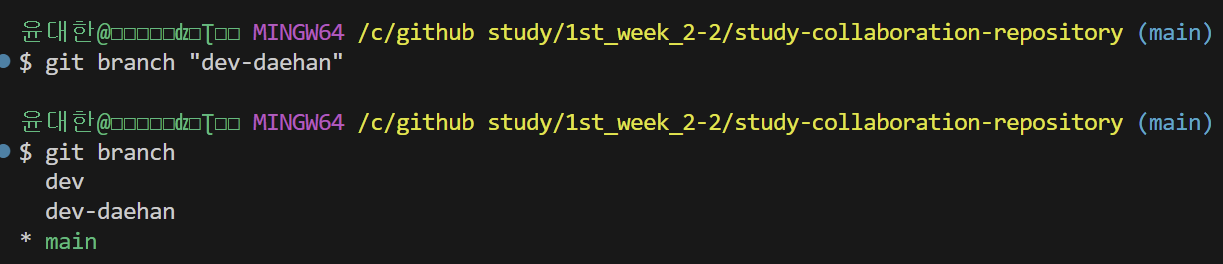 윤대한@□□□□□ʣ□Ʈ□□ MINGW64 /c/github study/1st_week_2-2/study-collaboration-repository (main)
$ git branch "dev-daehan"
윤대한@□□□□□ʣ□Ʈ□□ MINGW64 /c/github study/1st_week_2-2/study-collaboration-repository (main)
$ git branch
dev
dev-daehan
* main